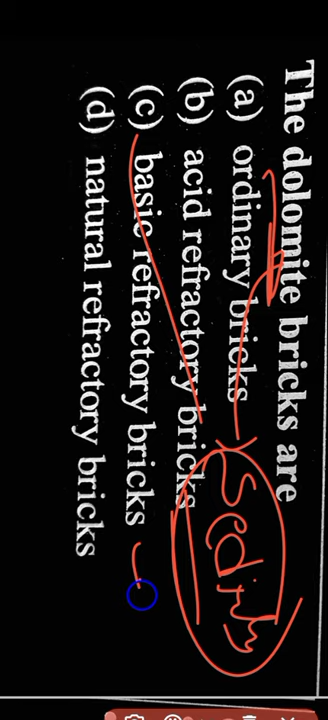 The dolomite bricks are
(a) ordinary bricks
(b) acid refractory bricks
(c) basic refractory bricks
(d) natural refractory bricks